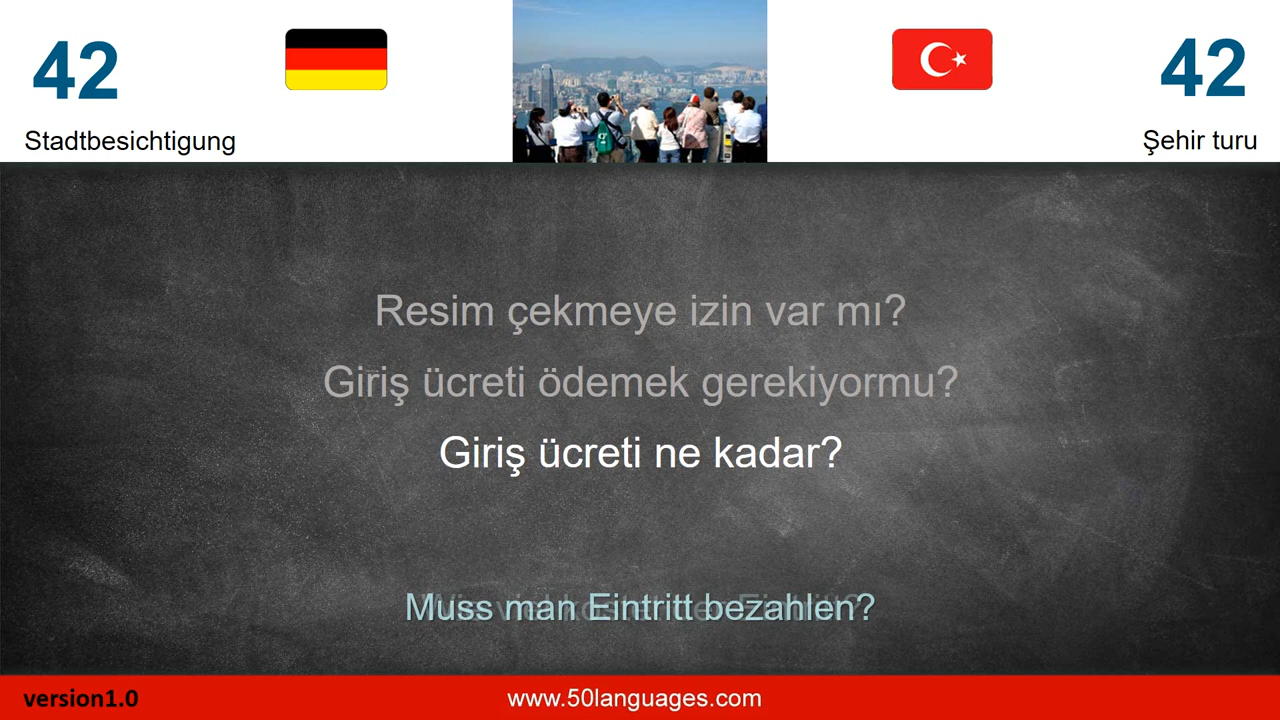 42
42
Stadtbesichtigung
Şehir turu
Resim çekmeye izin var mı?
Giriş ücreti ödemek gerekiyormu?
Giriş ücreti ne kadar?
Muss man Eintritt bezahlen?
version1.0
www.50languages.com